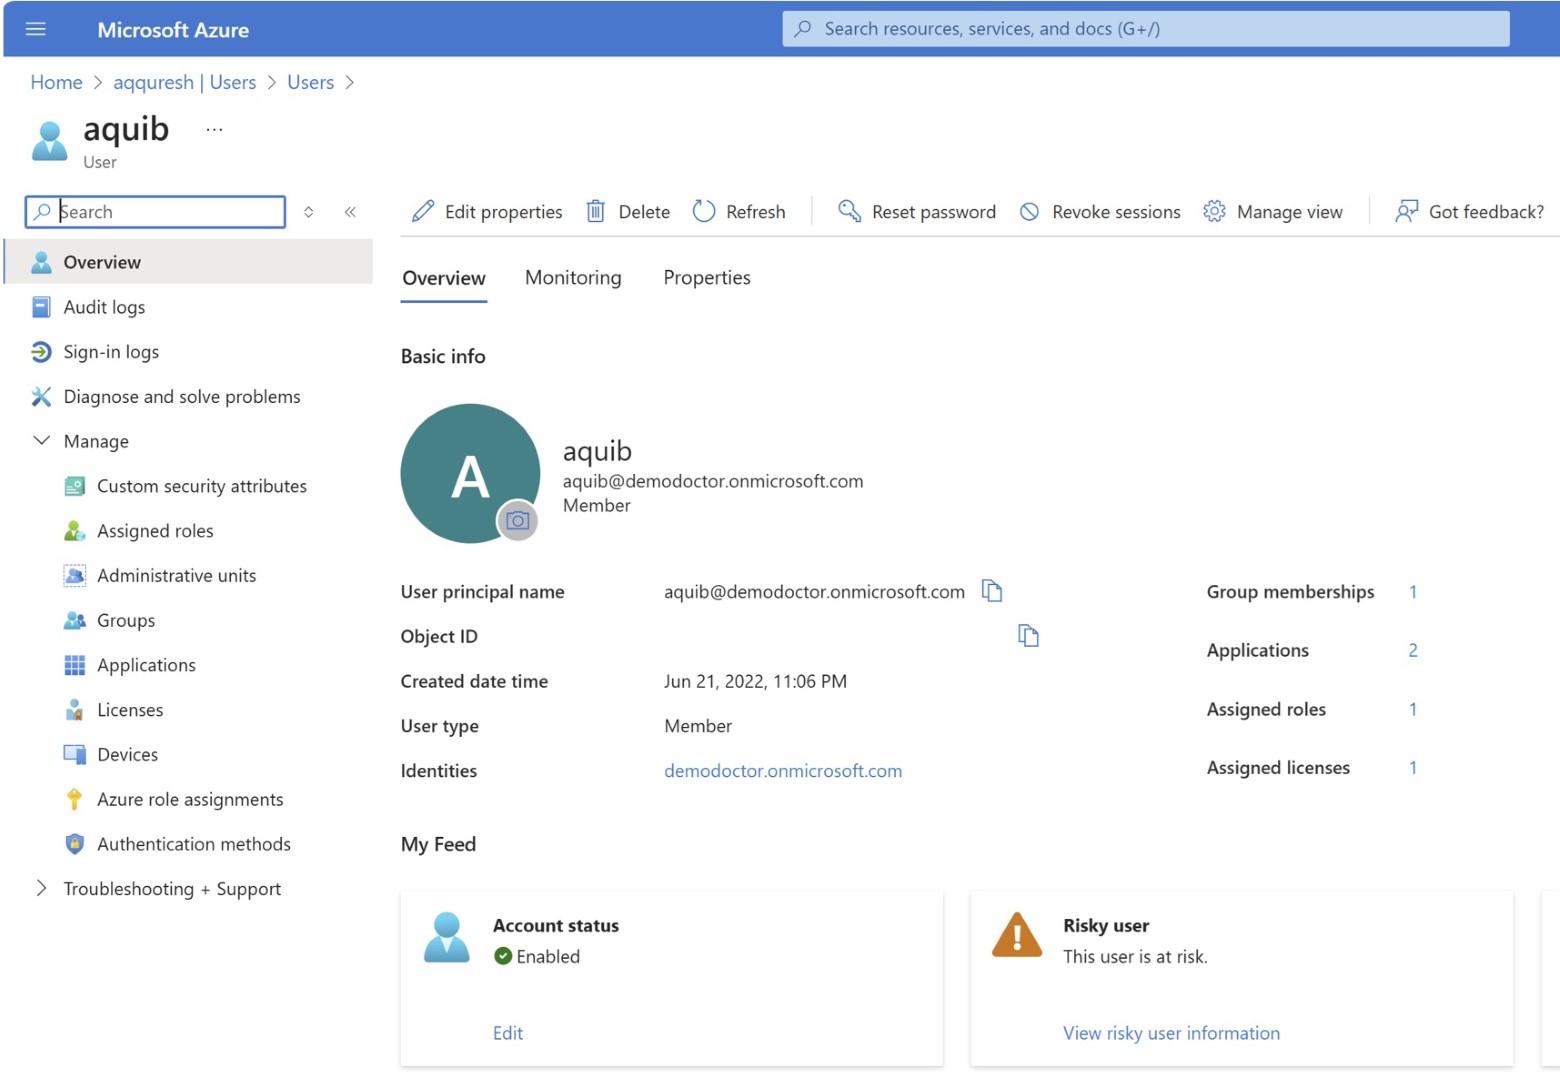 Microsoft Azure
Search resources, services, and docs (G+/)
Home > aqquresh | Users > Users >
aquib ...
User
Search
Edit properties Delete Refresh Reset password Revoke sessions Manage view Got feedback?
Overview
Audit logs
Sign-in logs
Diagnose and solve problems
Manage
Custom security attributes
Assigned roles
Administrative units
Groups
Applications
Licenses
Devices
Azure role assignments
Authentication methods
Troubleshooting + Support
Overview Monitoring Properties
Basic info
A
aquib
aquib@demodoctor.onmicrosoft.com
Member
User principal name aquib@demodoctor.onmicrosoft.com
Object ID
Created date time Jun 21, 2022, 11:06 PM
User type Member
Identities demodoctor.onmicrosoft.com
Group memberships 1
Applications 2
Assigned roles 1
Assigned licenses 1
My Feed
Account status
Enabled
Edit
Risky user
This user is at risk.
View risky user information